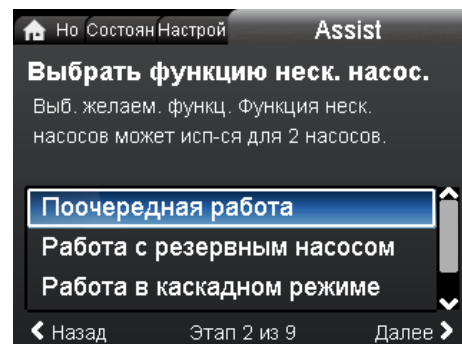 Но Состоян Настрой Assist
Выбрать функцию неск. насос.
Выб. желаем. функц. Функция неск.
насосов может исп-ся для 2 насосов.
Поочередная работа
Работа с резервным насосом
Работа в каскадном режиме
Назад Этап 2 из 9 Далее